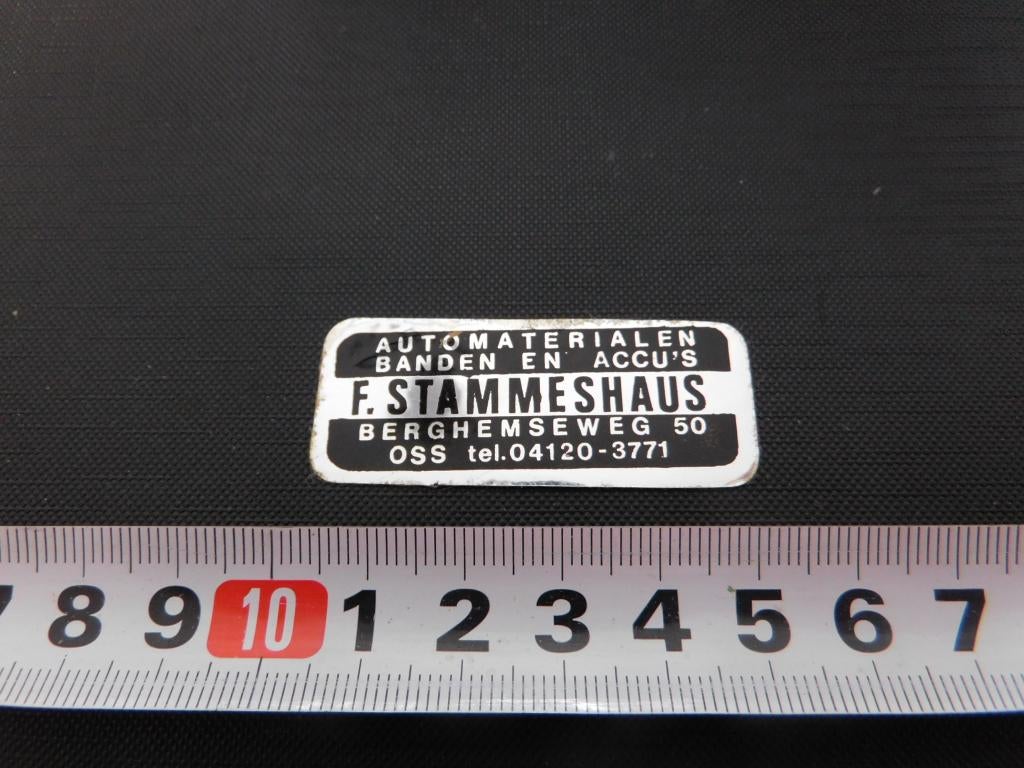 AUTOMATERIALEN
BANDEN EN ACCU'S
F. STAMMESHAUS
BERGHEMSEWEG 50
OSS tel.04120-3771
8 9 10 1 2 3 4 5 6 7